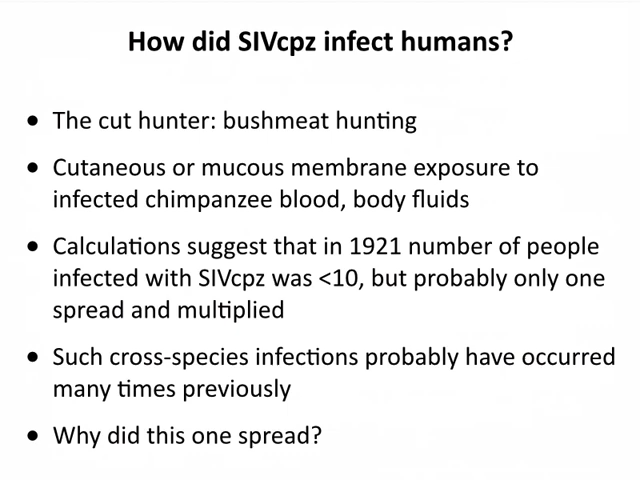 How did SIVcpz infect humans?
• The cut hunter: bushmeat hunting
• Cutaneous or mucous membrane exposure to
infected chimpanzee blood, body fluids
• Calculations suggest that in 1921 number of people
infected with SIVcpz was <10, but probably only one
spread and multiplied
• Such cross-species infections probably have occurred
many times previously
• Why did this one spread?